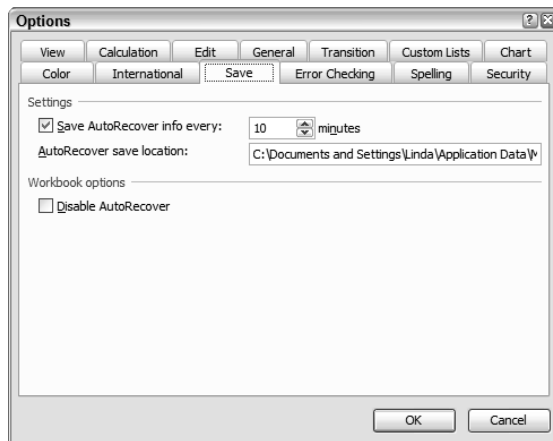 Options
View Calculation Edit General Transition Custom Lists Chart
Color International Save Error Checking Spelling Security
Settings
Save AutoRecover info every: 10 minutes
AutoRecover save location: C:\Documents and Settings\Linda\Application Data\M
Workbook options
Disable AutoRecover
OK Cancel